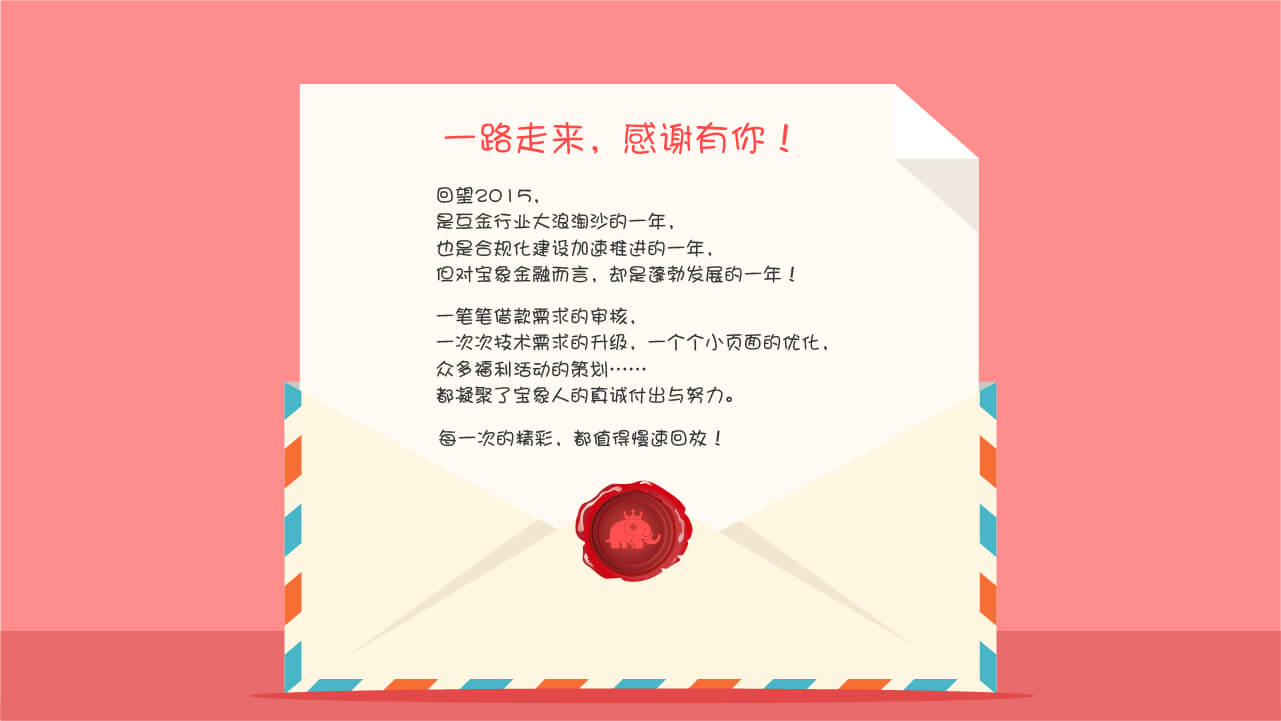 一路走来，感谢有你！
回望2015，
是互金行业大浪淘沙的一年，
也是合规化建设加速推进的一年，
但对宝象金融而言，却是蓬勃发展的一年！
一笔笔借款需求的审核，
一次次技术需求的升级，一个个小页面的优化，
众多福利活动的策划……
都凝聚了宝象人的真诚付出与努力。
每一次的精彩，都值得慢速回放！